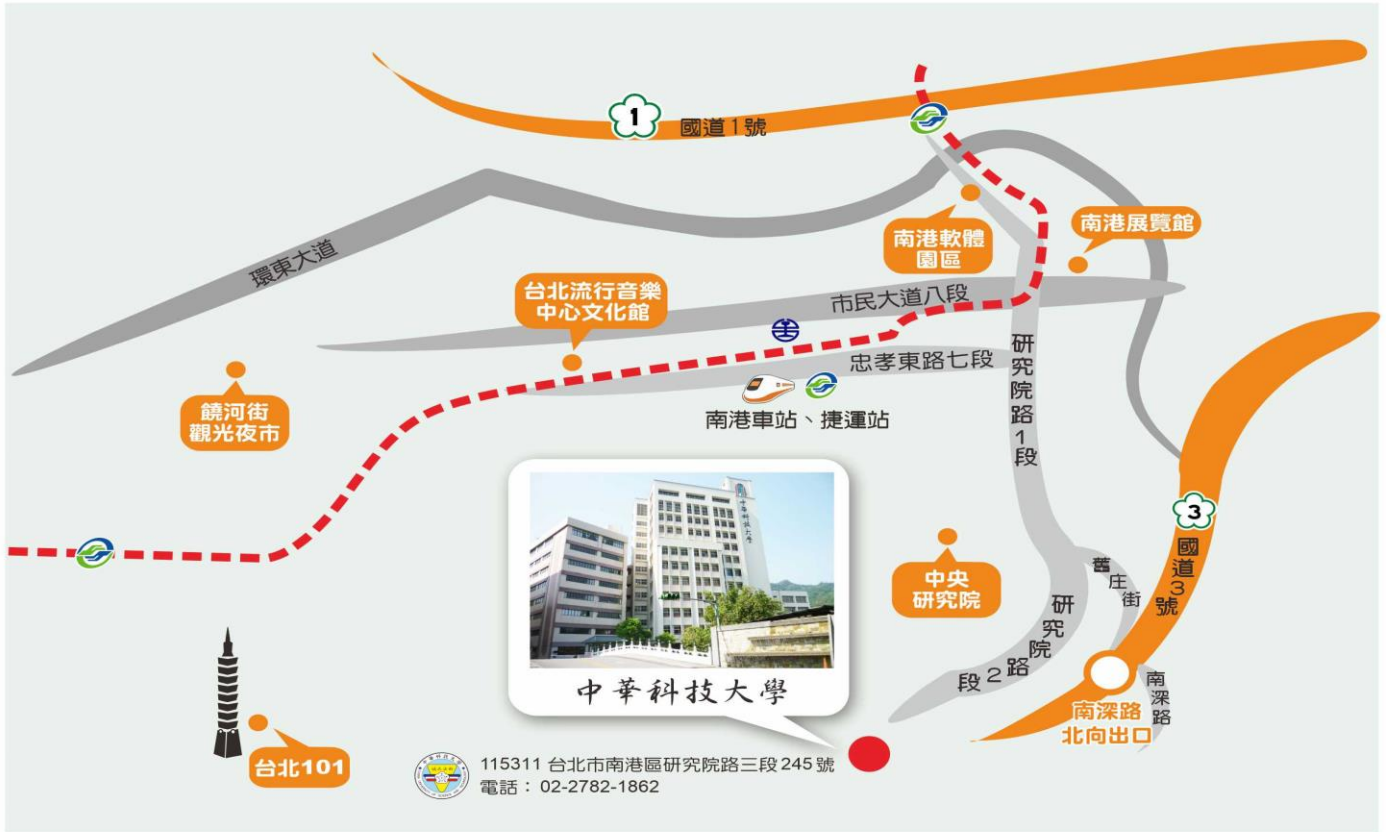 1
國道1號
環東大道
南港軟體
園區
南港展覽館
台北流行音樂
中心文化館
市民大道八段
忠孝東路七段
研究院路1段
饒河街
觀光夜市
南港車站、捷運站
3
國道3號
中華科技大學
中央
研究院
舊庄街
研究院路2段
南深路
中華科技大學
南深路
北向出口
台北101
115311 台北市南港區研究院路三段245號
電話：02-2782-1862